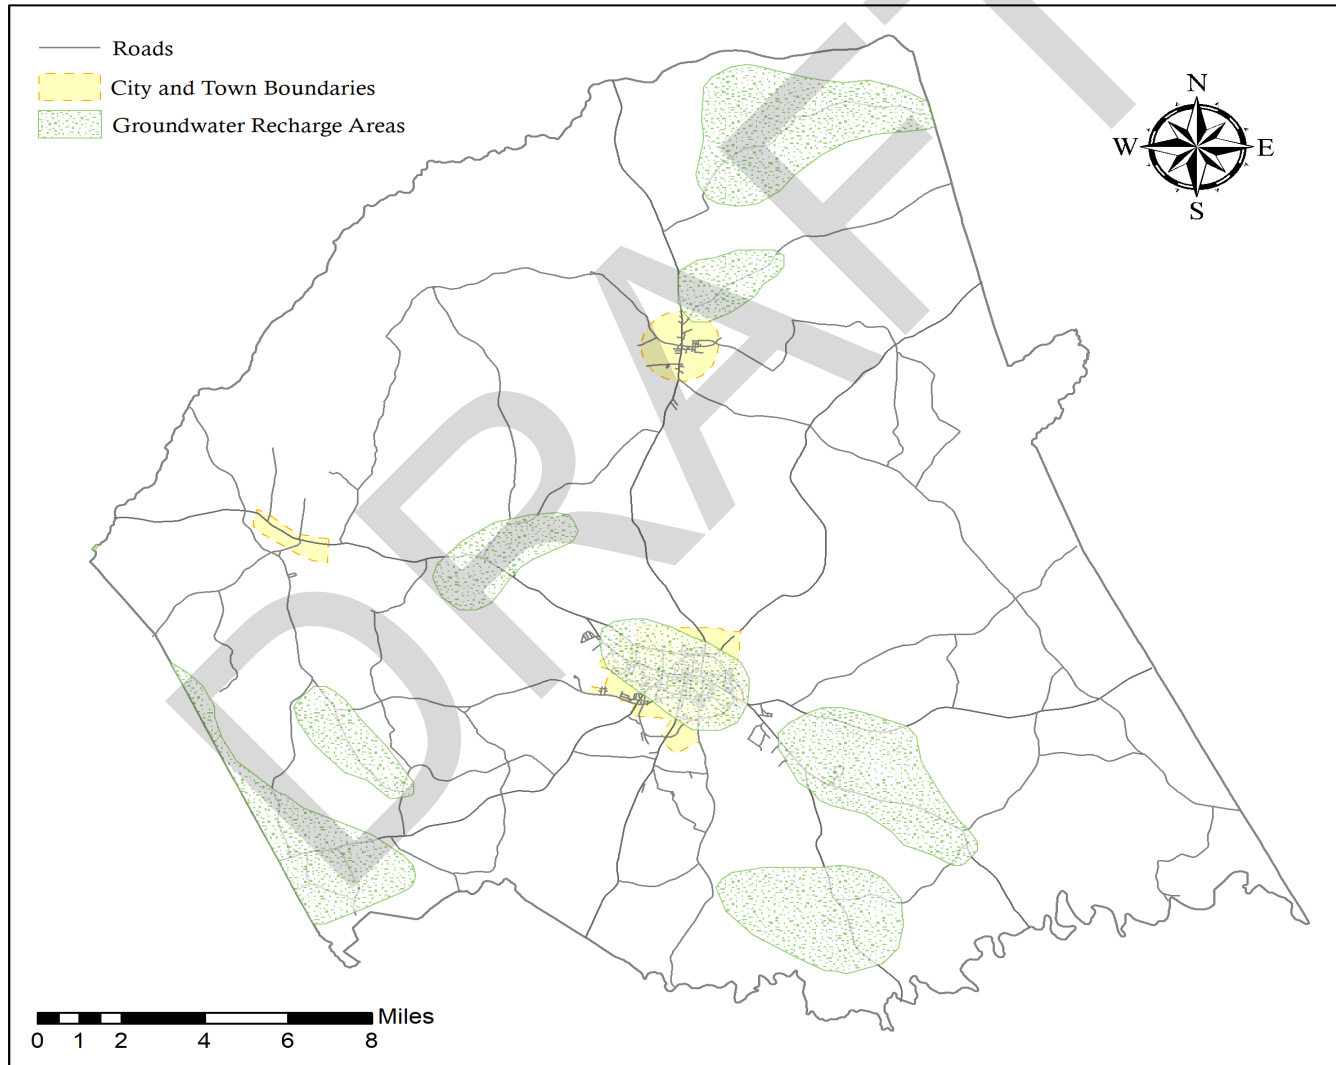 Roads
City and Town Boundaries
Groundwater Recharge Areas
N
W E
S
DRAFT
Miles
0 1 2 4 6 8